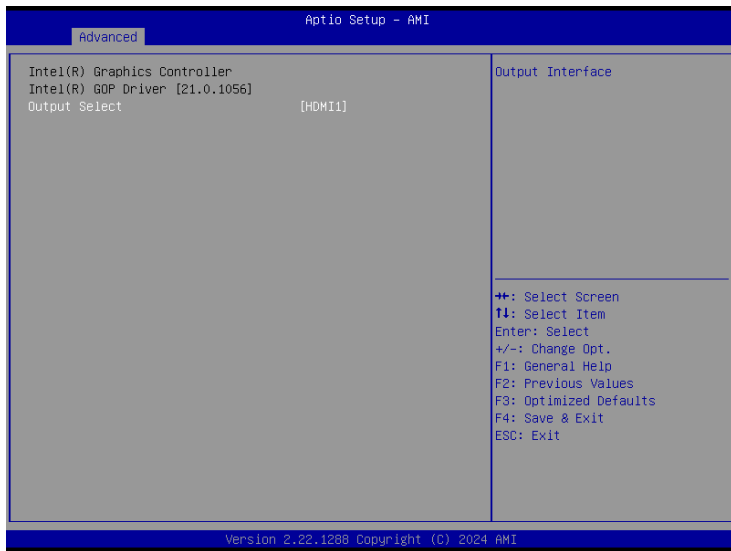 Aptio Setup – AMI
Advanced
Intel(R) Graphics Controller
Intel(R) GOP Driver [21.0.1056]
Output Select [HDMI1]
Output Interface
→←: Select Screen
↑↓: Select Item
Enter: Select
+/-: Change Opt.
F1: General Help
F2: Previous Values
F3: Optimized Defaults
F4: Save & Exit
ESC: Exit
Version 2.22.1288 Copyright (C) 2024 AMI